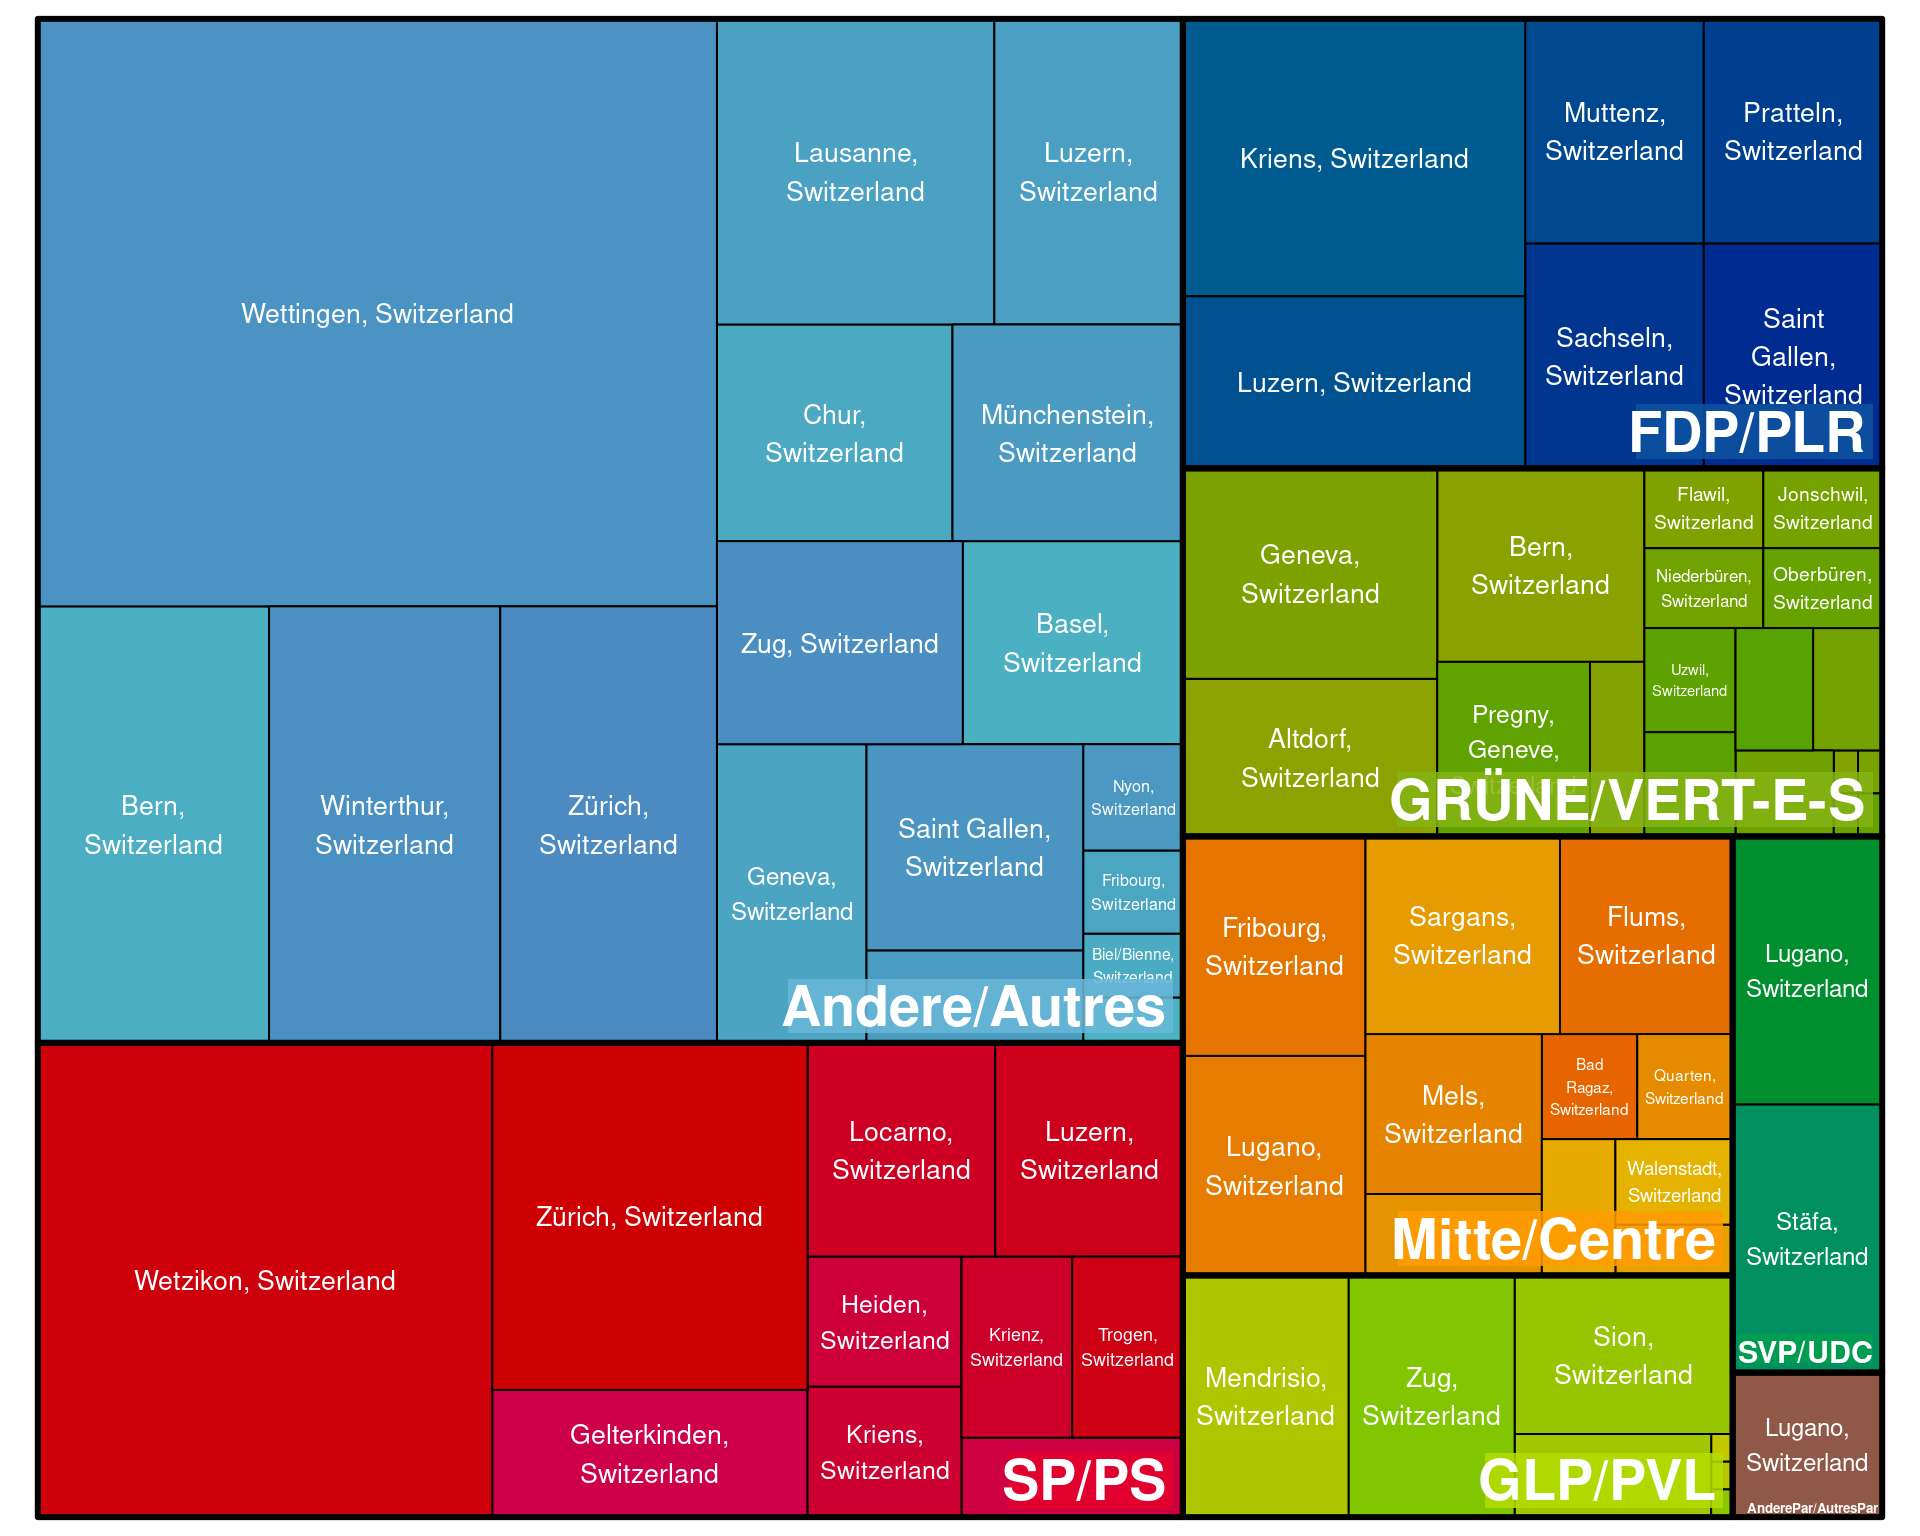 Wettingen, Switzerland
Lausanne,
Switzerland
Luzern,
Switzerland
Chur,
Switzerland
Münchenstein,
Switzerland
Zug, Switzerland
Basel,
Switzerland
Bern,
Switzerland
Winterthur,
Switzerland
Zürich,
Switzerland
Geneva,
Switzerland
Saint Gallen,
Switzerland
Nyon,
Switzerland
Fribourg,
Switzerland
Biel/Bienne,
Switzerland
Andere/Autres
Wetzikon, Switzerland
Zürich, Switzerland
Gelterkinden,
Switzerland
Locarno,
Switzerland
Luzern,
Switzerland
Heiden,
Switzerland
Krienz,
Switzerland
Trogen,
Switzerland
Kriens,
Switzerland
SP/PS
Kriens, Switzerland
Muttenz,
Switzerland
Pratteln,
Switzerland
Luzern, Switzerland
Sachseln,
Switzerland
Saint
Gallen,
Switzerland
FDP/PLR
Geneva,
Switzerland
Bern,
Switzerland
Flawil,
Switzerland
Jonschwil,
Switzerland
Niederbüren,
Switzerland
Oberbüren,
Switzerland
Altdorf,
Switzerland
Pregny,
Geneve,
Switzerland
Uzwil,
Switzerland
GRÜNE/VERT-E-S
Fribourg,
Switzerland
Sargans,
Switzerland
Flums,
Switzerland
Lugano,
Switzerland
Mels,
Switzerland
Bad
Ragaz,
Switzerland
Quarten,
Switzerland
Walenstadt,
Switzerland
Mitte/Centre
Lugano,
Switzerland
Stäfa,
Switzerland
SVP/UDC
Mendrisio,
Switzerland
Zug,
Switzerland
Sion,
Switzerland
GLP/PVL
Lugano,
Switzerland
AnderePar/AutresPar